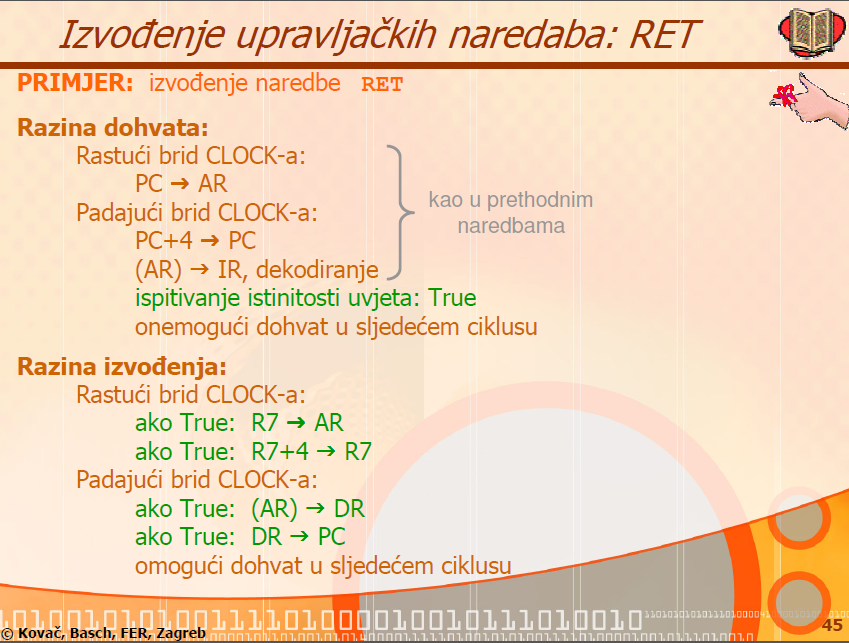 Izvođenje upravljačkih naredaba: RET
PRIMJER: izvođenje naredbe RET
Razina dohvata:
Rastući brid CLOCK-a:
PC → AR
Padajući brid CLOCK-a:
PC+4 → PC
(AR) → IR, dekodiranje
kao u prethodnim
naredbama
ispitivanje istinitosti uvjeta: True
onemogući dohvat u sljedećem ciklusu
Razina izvođenja:
Rastući brid CLOCK-a:
ako True: R7 → AR
ako True: R7+4 → R7
Padajući brid CLOCK-a:
ako True: (AR) → DR
ako True: DR → PC
omogući dohvat u sljedećem ciklusu
© Kovač, Basch, FER, Zagreb
45